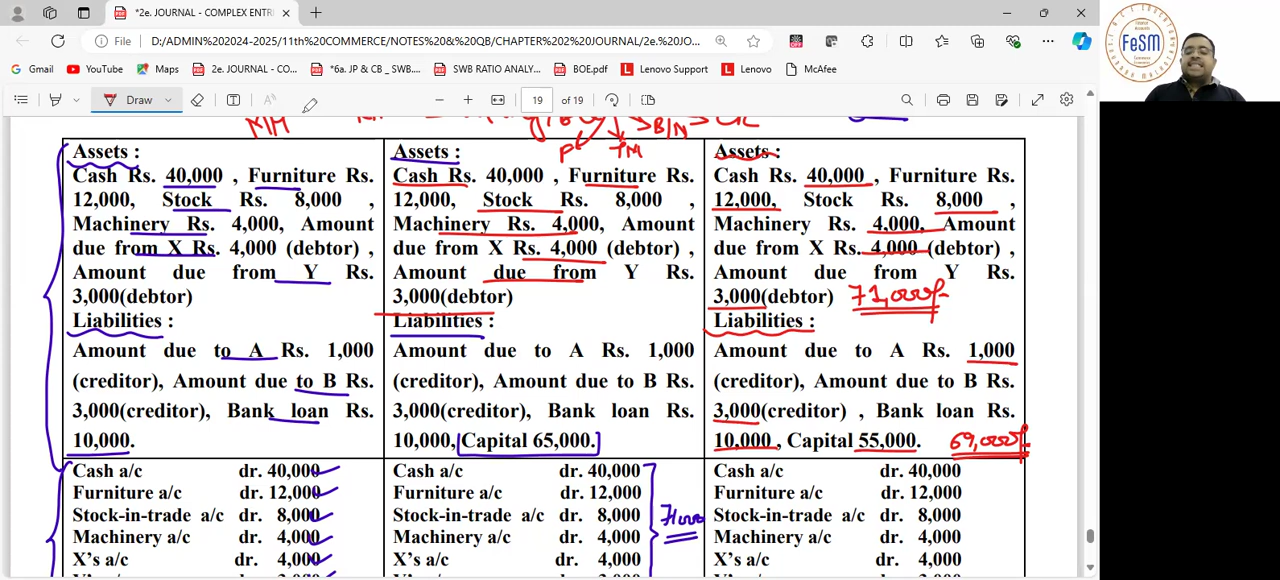 *2e. JOURNAL - COMPLEX ENTR
File
D:/ADMIN%202024-2025/11th%20COMMERCE/NOTES%20&%20QB/CHAPTER%202%20JOURNAL/2e.%20JO...
Gmail YouTube Maps 2e. JOURNAL - CO... *6a. JP & CB _ SWB.... SWB RATIO ANALY... BOE.pdf Lenovo Support Lenovo McAfee
Draw
19 of 19
M/M
B/N
P
TM
Assets :
Cash Rs. 40,000 , Furniture Rs.
12,000, Stock Rs. 8,000 ,
Machinery Rs. 4,000, Amount
due from X Rs. 4,000 (debtor) ,
Amount due from Y Rs.
3,000(debtor)
Liabilities :
Amount due to A Rs. 1,000
(creditor), Amount due to B Rs.
3,000(creditor), Bank loan Rs.
10,000.
Cash a/c dr. 40,000
Furniture a/c dr. 12,000
Stock-in-trade a/c dr. 8,000
Machinery a/c dr. 4,000
X's a/c dr. 4,000
Assets :
Cash Rs. 40,000 , Furniture Rs.
12,000, Stock Rs. 8,000 ,
Machinery Rs. 4,000, Amount
due from X Rs. 4,000 (debtor) ,
Amount due from Y Rs.
3,000(debtor)
Liabilities :
Amount due to A Rs. 1,000
(creditor), Amount due to B Rs.
3,000(creditor), Bank loan Rs.
10,000, Capital 65,000.
Cash a/c dr. 40,000
Furniture a/c dr. 12,000
Stock-in-trade a/c dr. 8,000
Machinery a/c dr. 4,000
X's a/c dr. 4,000
71000
Assets :
Cash Rs. 40,000 , Furniture Rs.
12,000, Stock Rs. 8,000 ,
Machinery Rs. 4,000, Amount
due from X Rs. 4,000 (debtor) ,
Amount due from Y Rs.
3,000(debtor) 71,000/-
Liabilities :
Amount due to A Rs. 1,000
(creditor), Amount due to B Rs.
3,000(creditor) , Bank loan Rs.
10,000, Capital 55,000. 69,000/-
Cash a/c dr. 40,000
Furniture a/c dr. 12,000
Stock-in-trade a/c dr. 8,000
Machinery a/c dr. 4,000
X's a/c dr. 4,000
FeSM